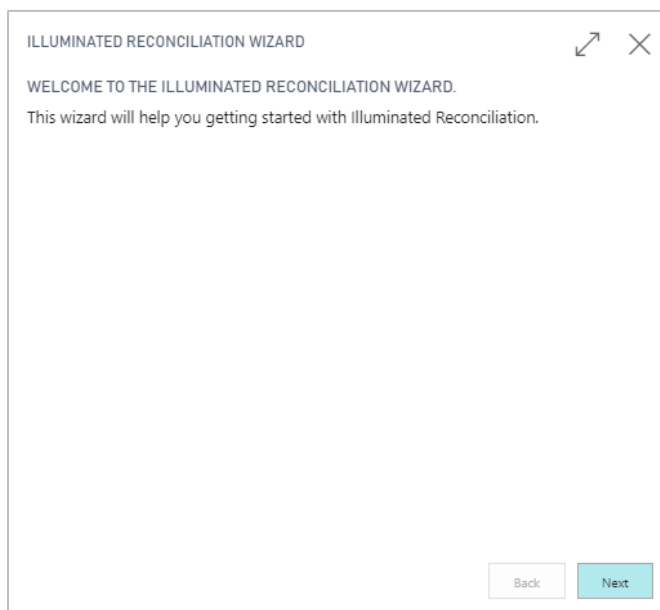 ILLUMINATED RECONCILIATION WIZARD
WELCOME TO THE ILLUMINATED RECONCILIATION WIZARD.
This wizard will help you getting started with Illuminated Reconciliation.
Back
Next